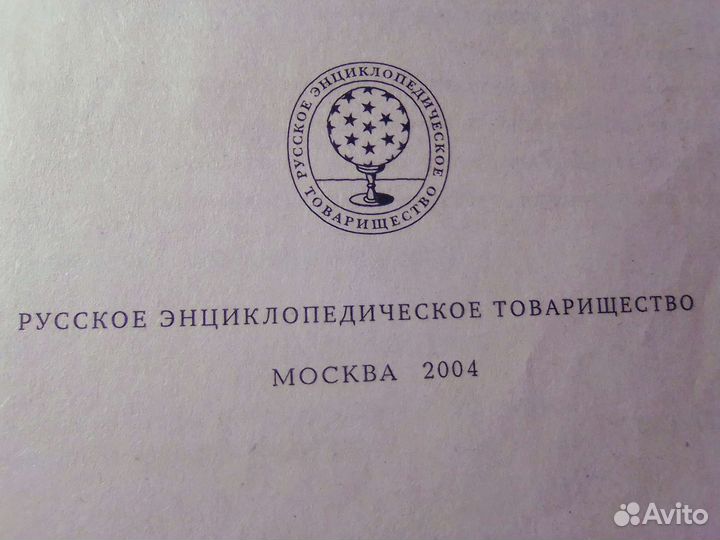 РУССКОЕ ЭНЦИКЛОПЕДИЧЕСКОЕ
ТОВАРИЩЕСТВО
РУССКОЕ ЭНЦИКЛОПЕДИЧЕСКОЕ ТОВАРИЩЕСТВО
МОСКВА 2004
Avito